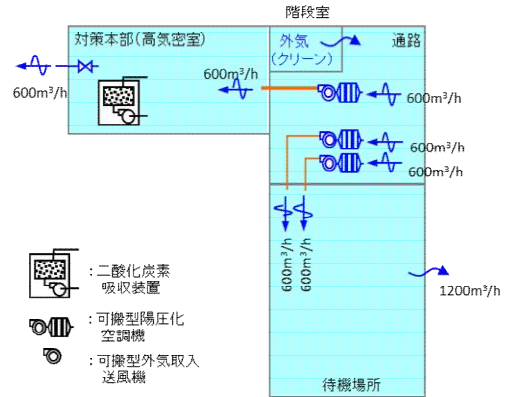 階段室
対策本部(高気密室)
外気
(クリーン)
通路
600m³/h
600m³/h
600m³/h
600m³/h
600m³/h
600m³/h
600m³/h
1200m³/h
:二酸化炭素
吸収装置
:可搬型陽圧化
空調機
:可搬型外気取入
送風機
待機場所